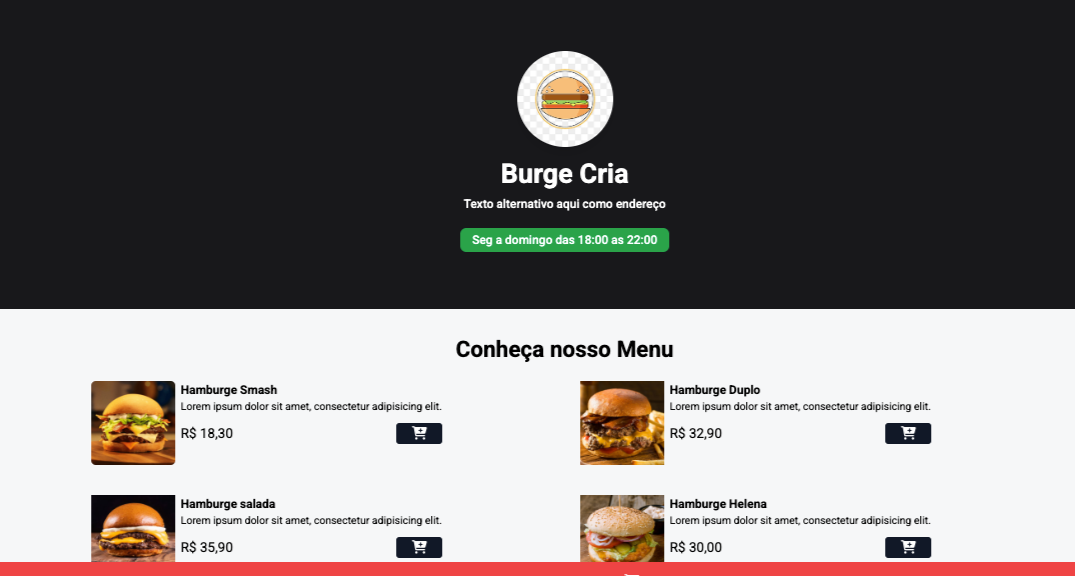 Burge Cria
Texto alternativo aqui como endereço
Seg a domingo das 18:00 as 22:00
Conheça nosso Menu
Hamburge Smash
Lorem ipsum dolor sit amet, consectetur adipisicing elit.
R$ 18,30
Hamburge Duplo
Lorem ipsum dolor sit amet, consectetur adipisicing elit.
R$ 32,90
Hamburge salada
Lorem ipsum dolor sit amet, consectetur adipisicing elit.
R$ 35,90
Hamburge Helena
Lorem ipsum dolor sit amet, consectetur adipisicing elit.
R$ 30,00